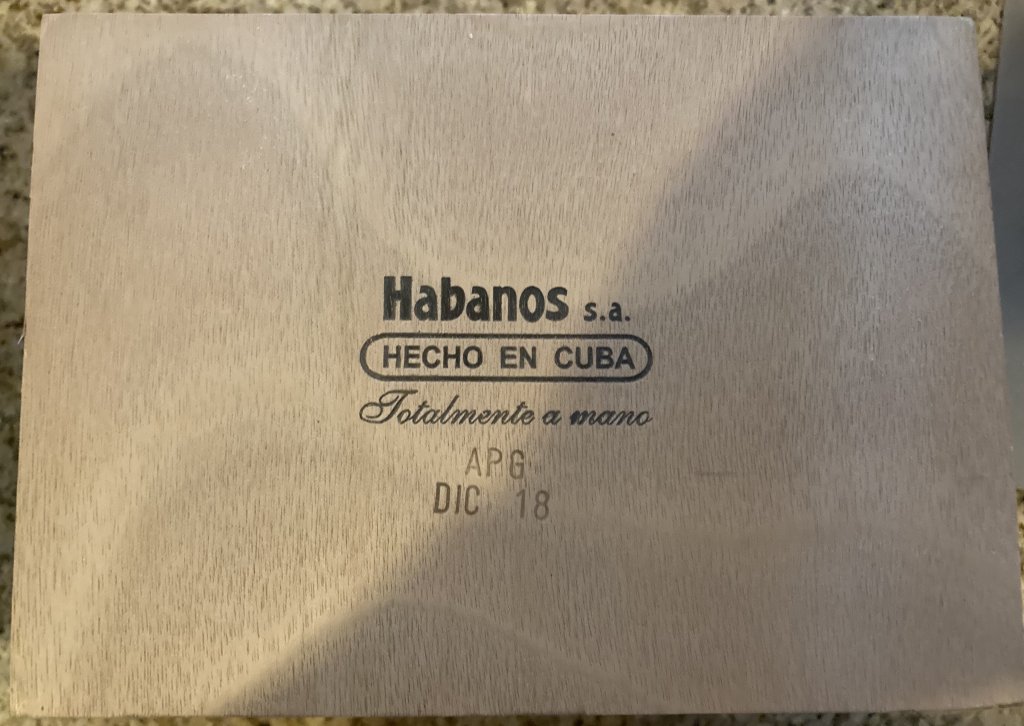 Habanos s.a.
HECHO EN CUBA
Totalmente a mano
APG
DIC 18